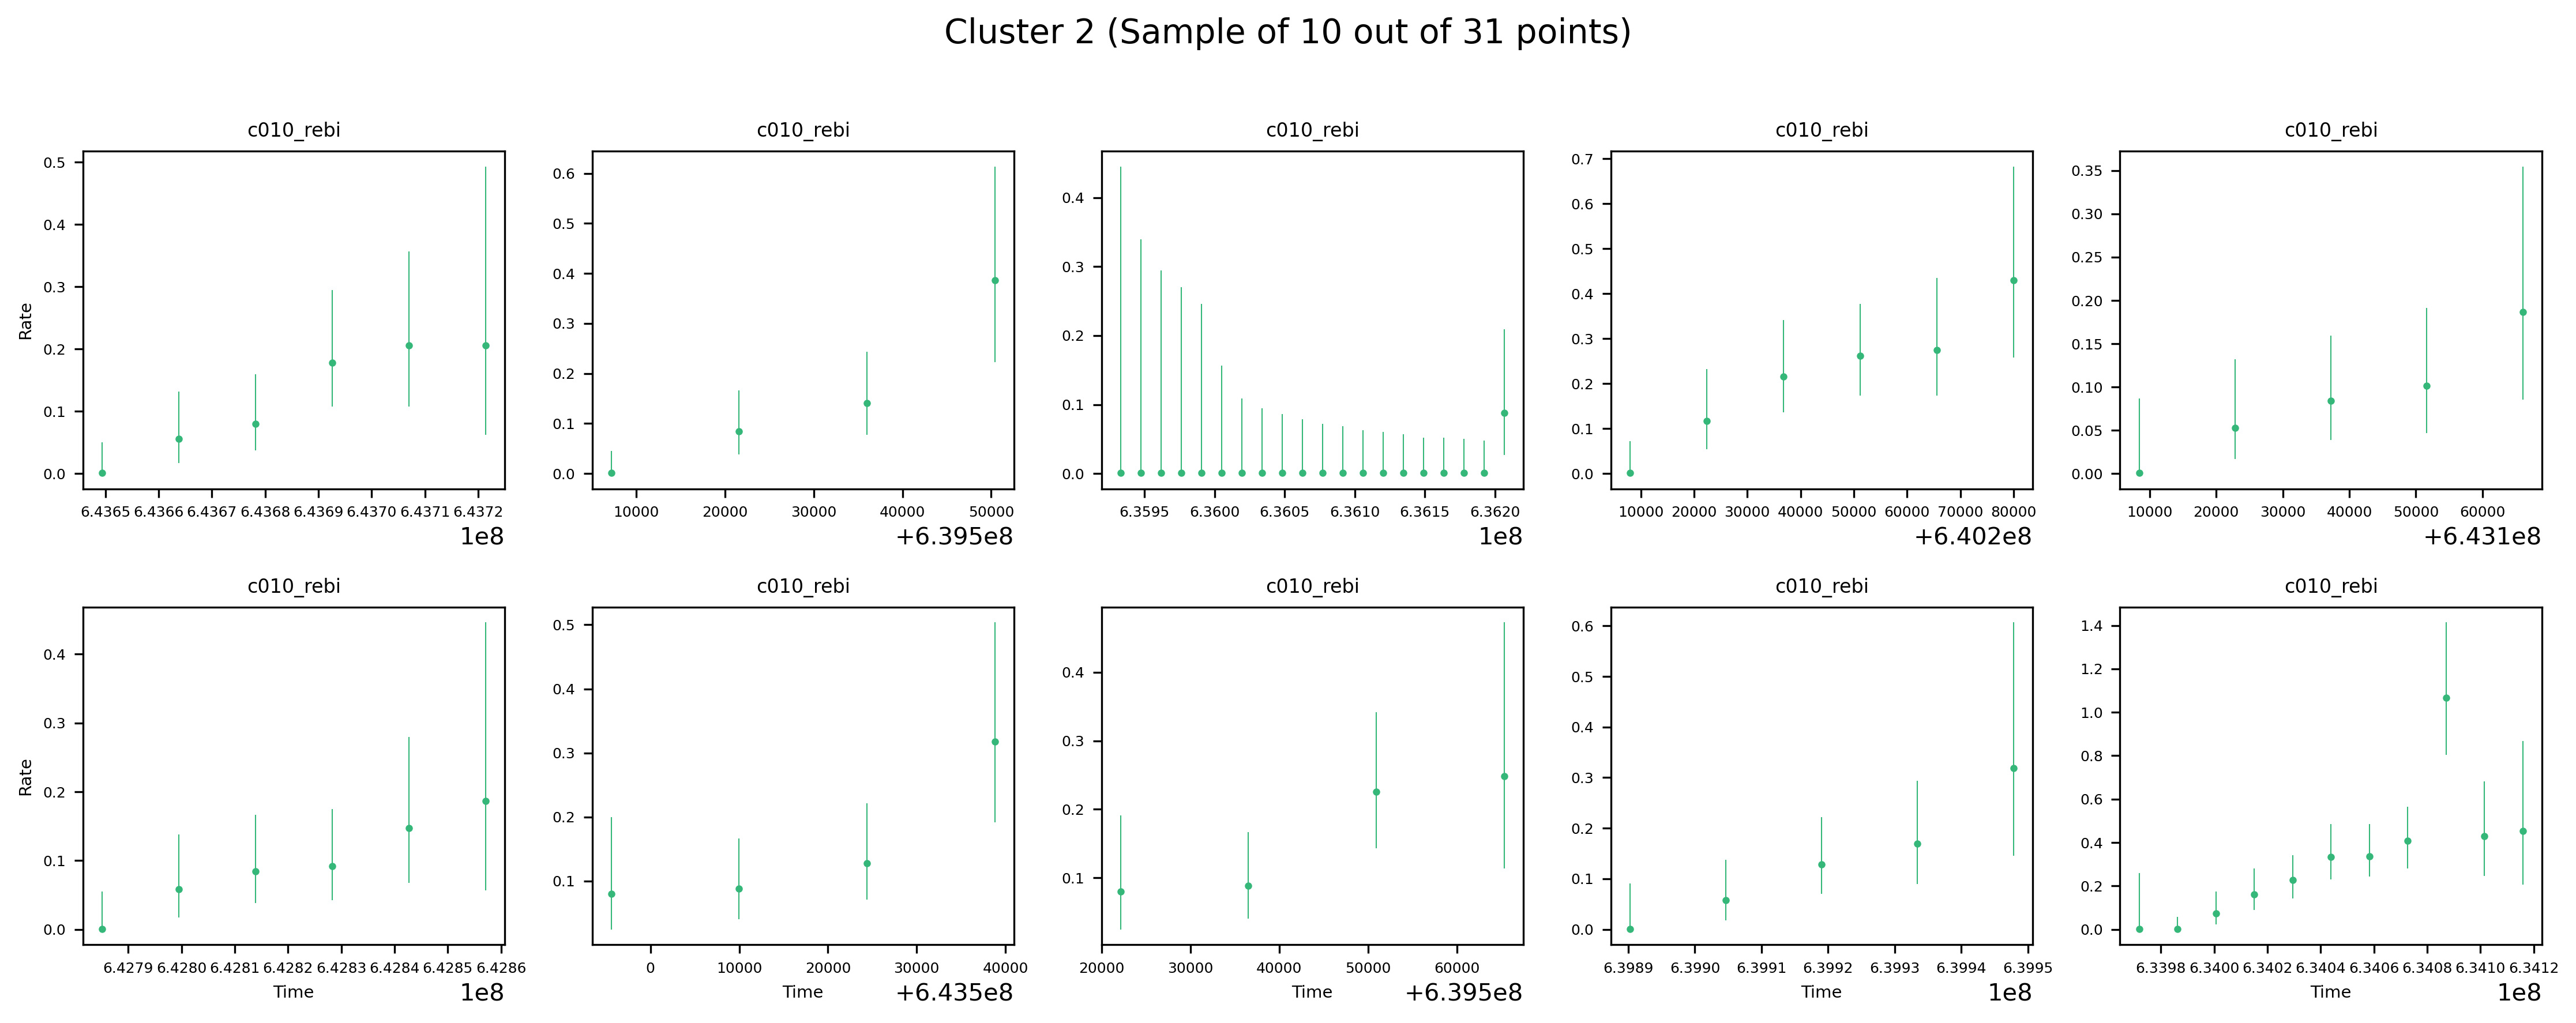 Cluster 2 (Sample of 10 out of 31 points)
c010_rebi c010_rebi c010_rebi c010_rebi c010_rebi
Rate
0.5
0.4
0.3
0.2
0.1
0.0
6.4365 6.4366 6.4367 6.4368 6.4369 6.4370 6.4371 6.4372
1e8
0.6
0.5
0.4
0.3
0.2
0.1
0.0
10000 20000 30000 40000 50000
+6.395e8
0.4
0.3
0.2
0.1
0.0
6.3595 6.3600 6.3605 6.3610 6.3615 6.3620
1e8
0.7
0.6
0.5
0.4
0.3
0.2
0.1
0.0
10000 20000 30000 40000 50000 60000 70000 80000
+6.402e8
0.35
0.30
0.25
0.20
0.15
0.10
0.05
0.00
10000 20000 30000 40000 50000 60000
+6.431e8
c010_rebi c010_rebi c010_rebi c010_rebi c010_rebi
Rate
0.4
0.3
0.2
0.1
0.0
6.4279 6.4280 6.4281 6.4282 6.4283 6.4284 6.4285 6.4286
Time
1e8
0.5
0.4
0.3
0.2
0.1
0 10000 20000 30000 40000
Time
+6.435e8
0.4
0.3
0.2
0.1
20000 30000 40000 50000 60000
Time
+6.395e8
0.6
0.5
0.4
0.3
0.2
0.1
0.0
6.3989 6.3990 6.3991 6.3992 6.3993 6.3994 6.3995
Time
1e8
1.4
1.2
1.0
0.8
0.6
0.4
0.2
0.0
6.3398 6.3400 6.3402 6.3404 6.3406 6.3408 6.3410 6.3412
Time
1e8